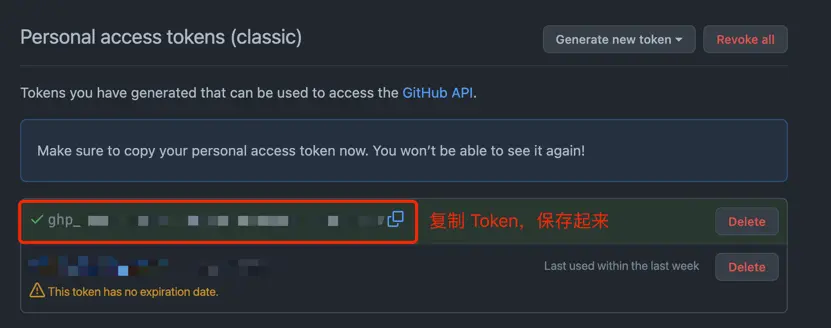 Personal access tokens (classic)
Generate new token
Revoke all
Tokens you have generated that can be used to access the GitHub API.
Make sure to copy your personal access token now. You won't be able to see it again!
ghp_
复制 Token，保存起来
Delete
Last used within the last week
Delete
This token has no expiration date.